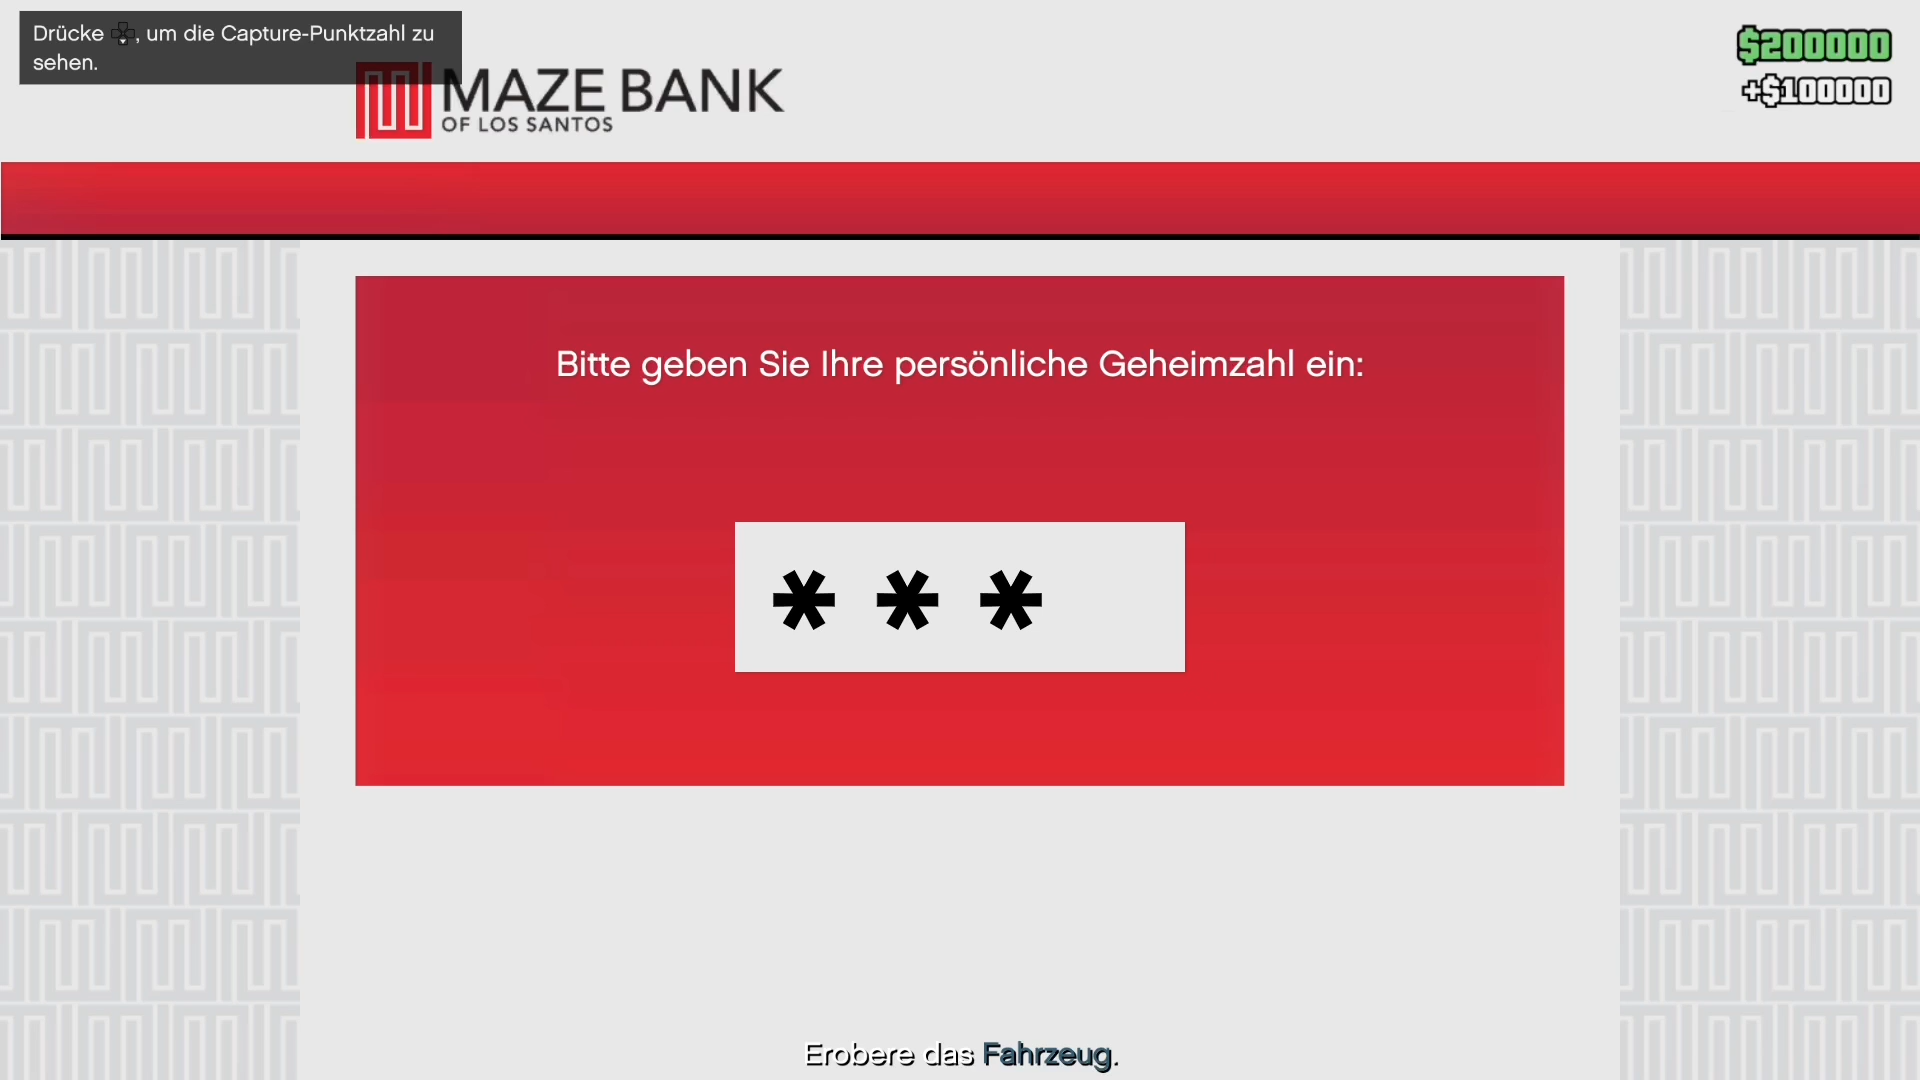 Drücke , um die Capture-Punktzahl zu
sehen.
$200000
+$100000
MAZE BANK
OF LOS SANTOS
Bitte geben Sie Ihre persönliche Geheimzahl ein:
* * *
Erobere das Fahrzeug.